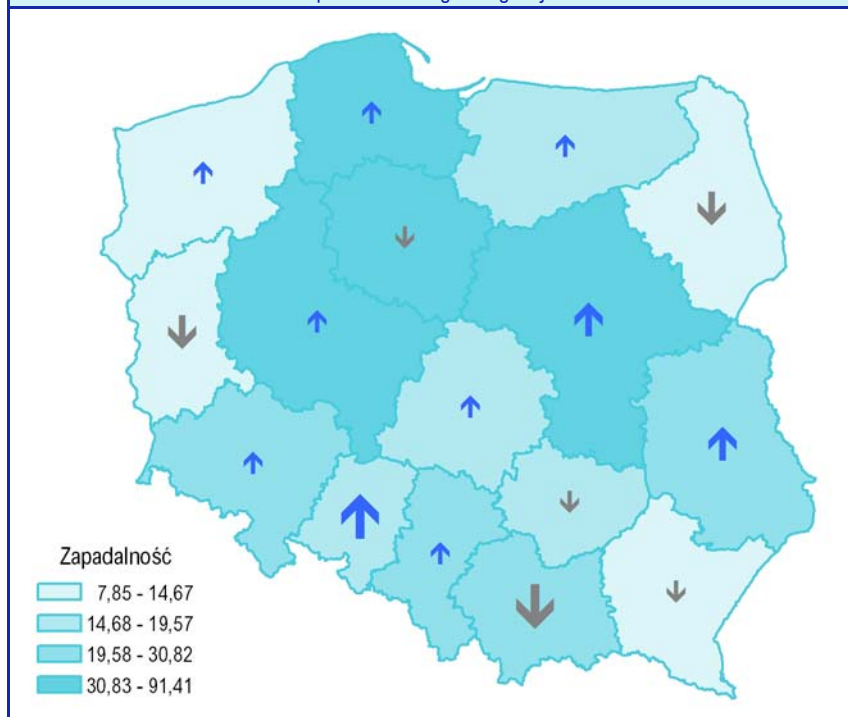 Zapadalność
7,85 - 14,67
14,68 - 19,57
19,58 - 30,82
30,83 - 91,41